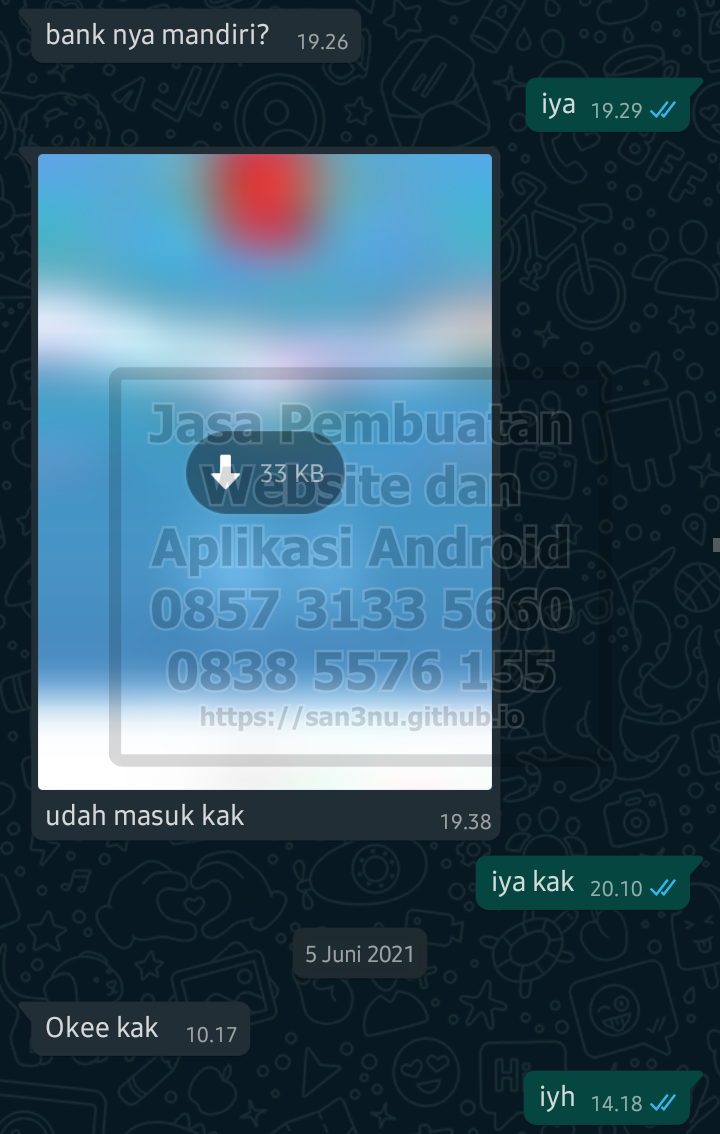 bank nya mandiri? 19.26
iya 19.29
33 KB
Jasa Pembuatan
Website dan
Aplikasi Android
0857 3133 5660
0838 5576 155
https://san3nu.github.io
udah masuk kak 19.38
iya kak 20.10
5 Juni 2021
Okee kak 10.17
iyh 14.18